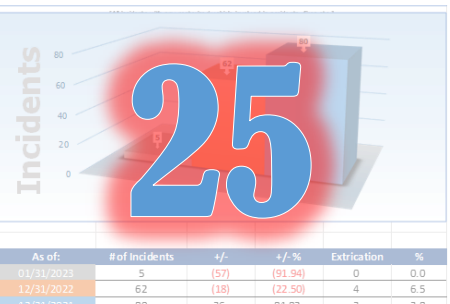 80
60
40
20
0
Incidents
5
62
80
25
As of: # of Incidents +/- +/-% Extrication %
01/31/2023 5 (57) (91.94) 0 0.0
12/31/2022 62 (18) (22.50) 4 6.5